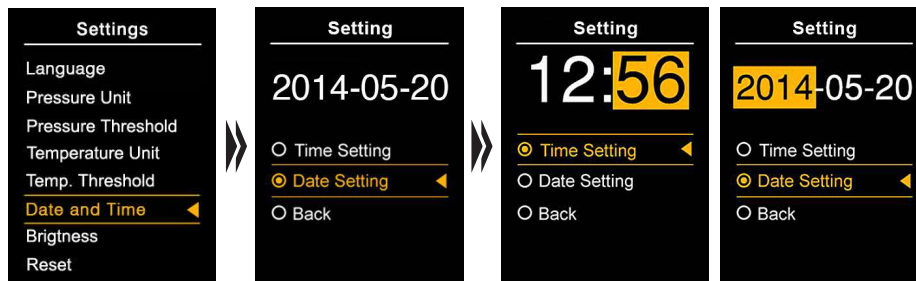 Settings
Language
Pressure Unit
Pressure Threshold
Temperature Unit
Temp. Threshold
Date and Time
Brigtness
Reset
Setting
2014-05-20
Time Setting
Date Setting
Back
Setting
12:56
Time Setting
Date Setting
Back
Setting
2014-05-20
Time Setting
Date Setting
Back